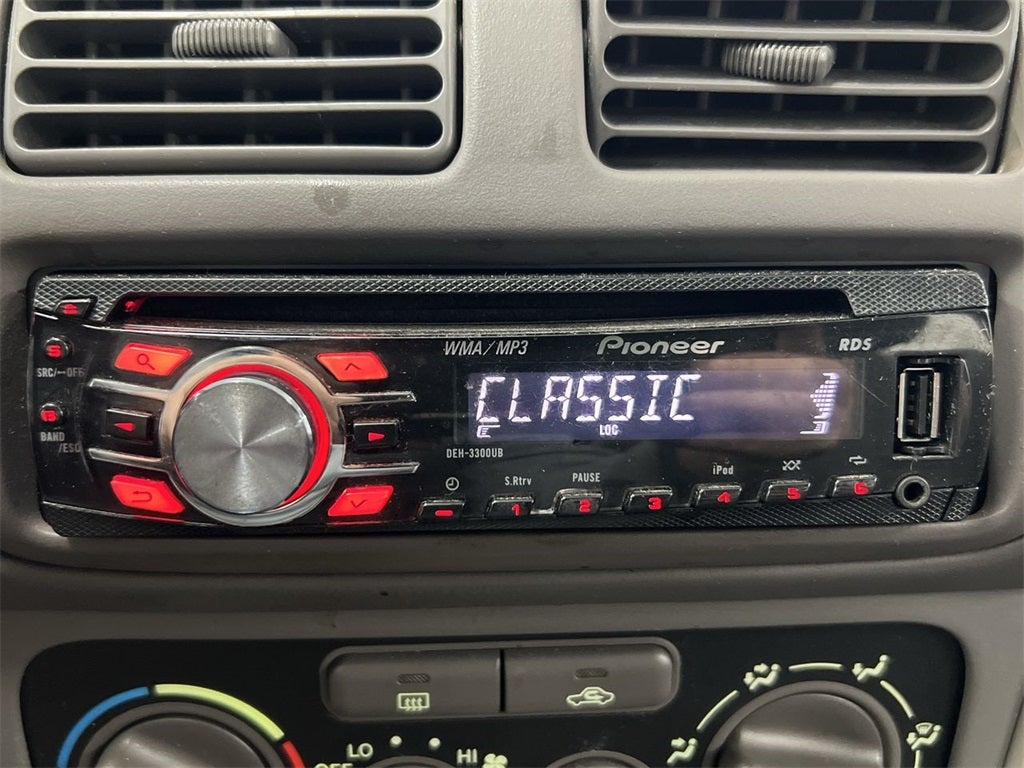 WMA/MP3 Pioneer RDS
SRC/OFF
CLASSIC
LOC
BAND
/ESC
DEH-3300UB
S.Rtrv PAUSE iPod
1 2 3 4 5 6
LO HI
OFF